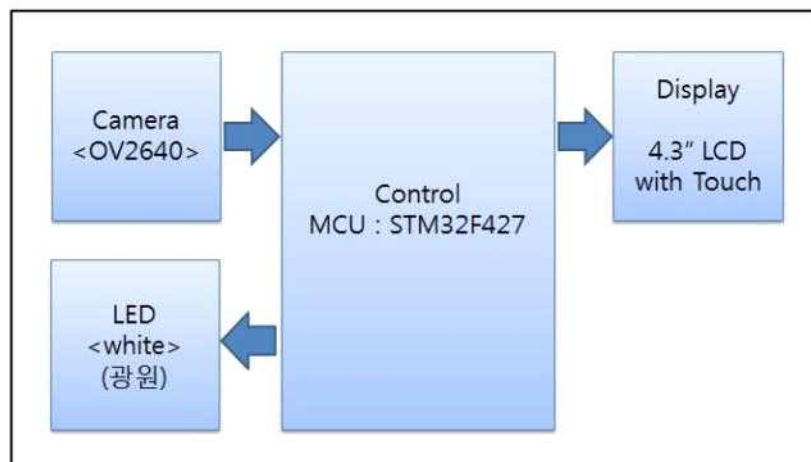 Camera
<OV2640>
LED
<white>
(광원)
Control
MCU : STM32F427
Display
4.3” LCD
with Touch